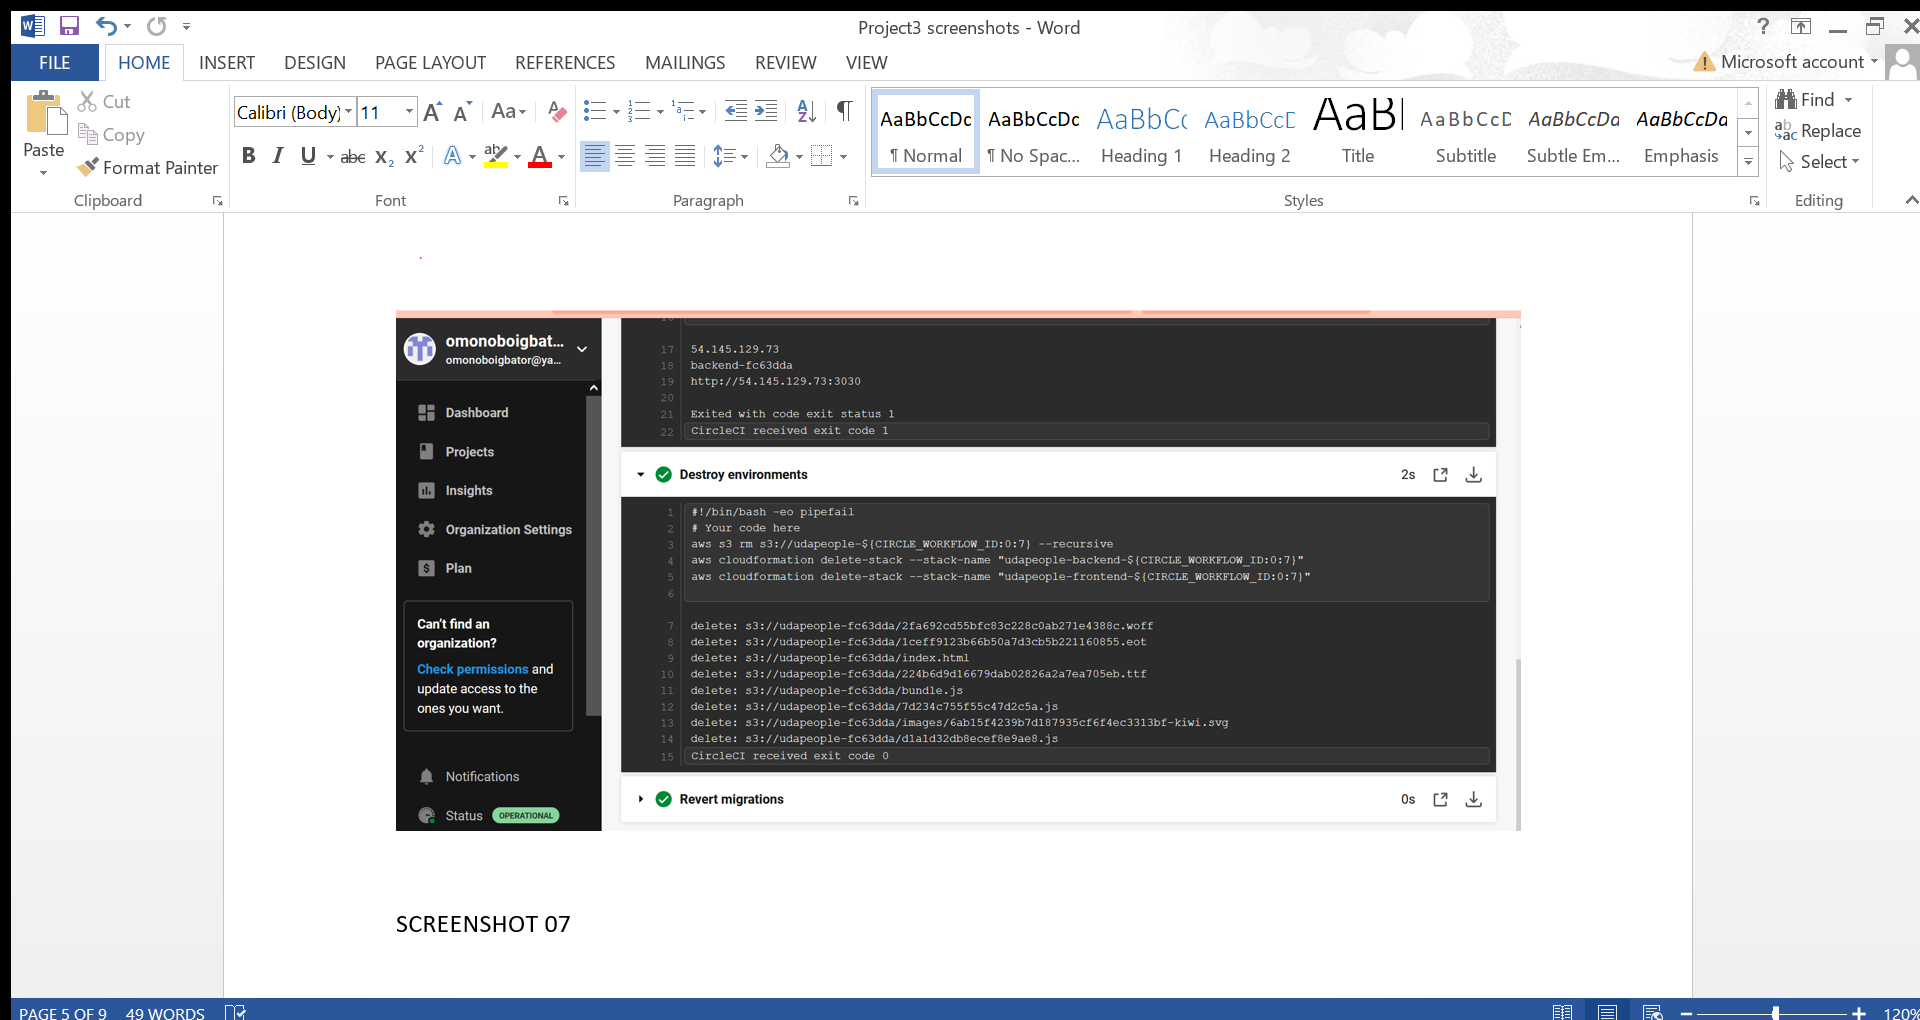 Project3 screenshots - Word
?
FILE
HOME
INSERT
DESIGN
PAGE LAYOUT
REFERENCES
MAILINGS
REVIEW
VIEW
Microsoft account
Paste
Cut
Copy
Format Painter
Clipboard
Calibri (Body)
11
Aa
B I U abc X₂ X²
Font
Paragraph
AaBbCcDc
¶ Normal
AaBbCcDc
¶ No Spac...
AaBbCc
Heading 1
AaBbCcD
Heading 2
AaB
Title
AaBbCcD
Subtitle
AaBbCcDd
Subtle Em...
AaBbCcDd
Emphasis
Styles
Find
Replace
Select
Editing
omonoboigbat...
omonoboigbator@ya...
Dashboard
Projects
Insights
Organization Settings
Plan
Can't find an
organization?
Check permissions and
update access to the
ones you want.
Notifications
Status OPERATIONAL
17 54.145.129.73
18 backend-fc63dda
19 http://54.145.129.73:3030
20
21 Exited with code exit status 1
22 CircleCI received exit code 1
Destroy environments 2s
1 #!/bin/bash -eo pipefail
2 # Your code here
3 aws s3 rm s3://udapeople-${CIRCLE_WORKFLOW_ID:0:7} --recursive
4 aws cloudformation delete-stack --stack-name "udapeople-backend-${CIRCLE_WORKFLOW_ID:0:7}"
5 aws cloudformation delete-stack --stack-name "udapeople-frontend-${CIRCLE_WORKFLOW_ID:0:7}"
6
7 delete: s3://udapeople-fc63dda/2fa692cd55bfc83c228c0ab271e4388c.woff
8 delete: s3://udapeople-fc63dda/1ceff9123b66b50a7d3cb5b221160855.eot
9 delete: s3://udapeople-fc63dda/index.html
10 delete: s3://udapeople-fc63dda/224b6d9d16679dab02826a2a7ea705eb.ttf
11 delete: s3://udapeople-fc63dda/bundle.js
12 delete: s3://udapeople-fc63dda/7d234c755f55c47d2c5a.js
13 delete: s3://udapeople-fc63dda/images/6ab15f4239b7d187935cf6f4ec3313bf-kiwi.svg
14 delete: s3://udapeople-fc63dda/d1a1d32db8ecef8e9ae8.js
15 CircleCI received exit code 0
Revert migrations 0s
SCREENSHOT 07
PAGE 5 OF 9
49 WORDS
120%